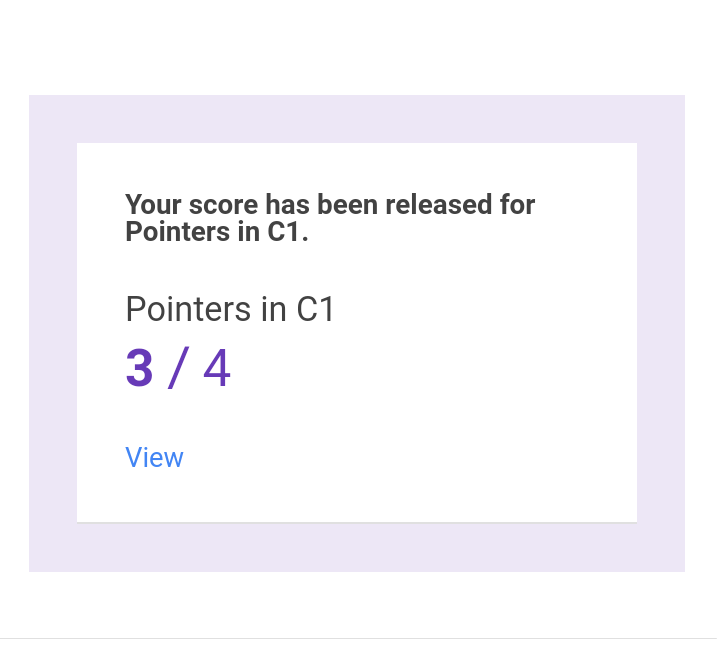 Your score has been released for
Pointers in C1.
Pointers in C1
3 / 4
View